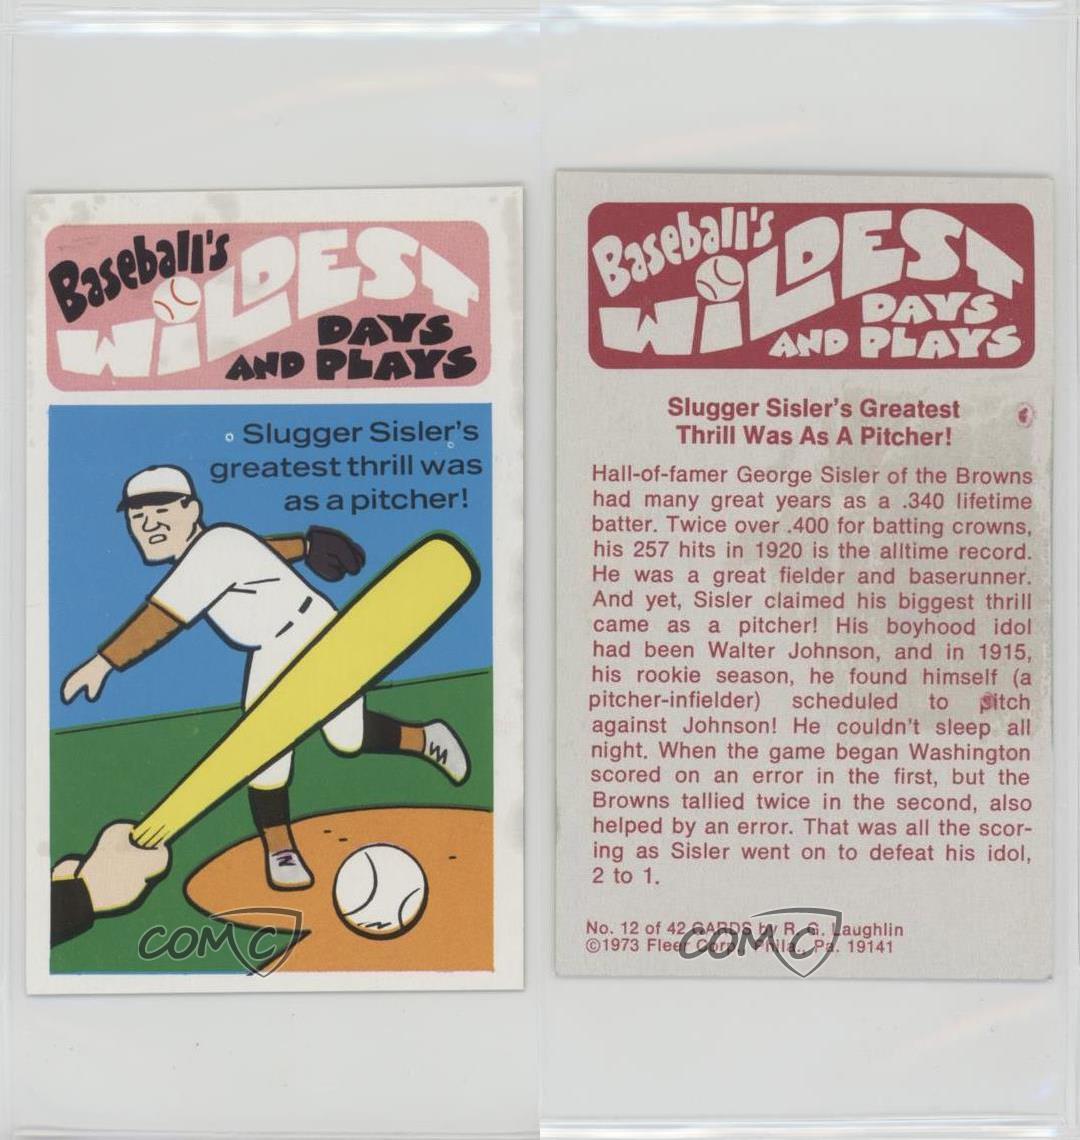 Baseball's
WiLDEST
DAYS
AND PLAYS
Slugger Sisler's
greatest thrill was
as a pitcher!
COMC
Baseball's
WiLDEST
DAYS
AND PLAYS
Slugger Sisler's Greatest
Thrill Was As A Pitcher!
Hall-of-famer George Sisler of the Browns
had many great years as a .340 lifetime
batter. Twice over .400 for batting crowns,
his 257 hits in 1920 is the alltime record.
He was a great fielder and baserunner.
And yet, Sisler claimed his biggest thrill
came as a pitcher! His boyhood idol
had been Walter Johnson, and in 1915,
his rookie season, he found himself (a
pitcher-infielder) scheduled to pitch
against Johnson! He couldn't sleep all
night. When the game began Washington
scored on an error in the first, but the
Browns tallied twice in the second, also
helped by an error. That was all the scor-
ing as Sisler went on to defeat his idol,
2 to 1.
No. 12 of 42 CARDS by R. G. Laughlin
©1973 Fleer Corp., Phila., Pa. 19141
COMC